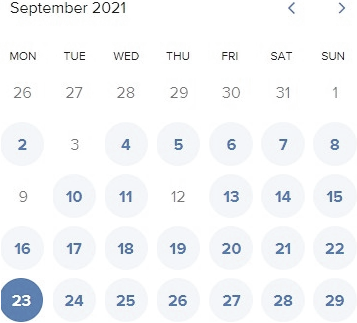 September 2021
MON TUE WED THU FRI SAT SUN
26 27 28 29 30 31 1
2 3 4 5 6 7 8
9 10 11 12 13 14 15
16 17 18 19 20 21 22
23 24 25 26 27 28 29